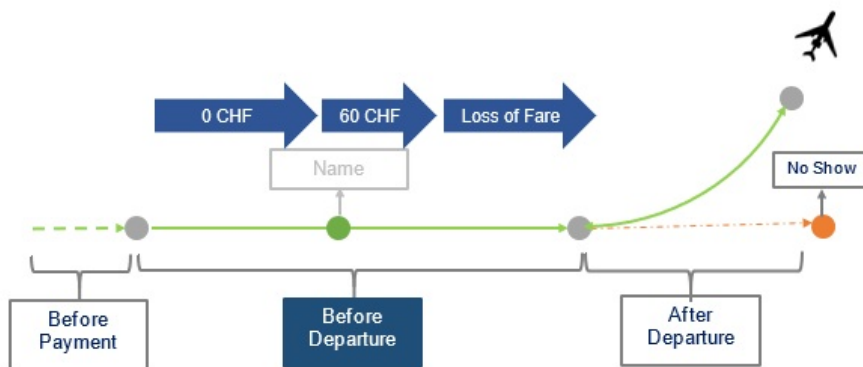 0 CHF
60 CHF
Loss of Fare
Name
No Show
Before
Payment
Before
Departure
After
Departure